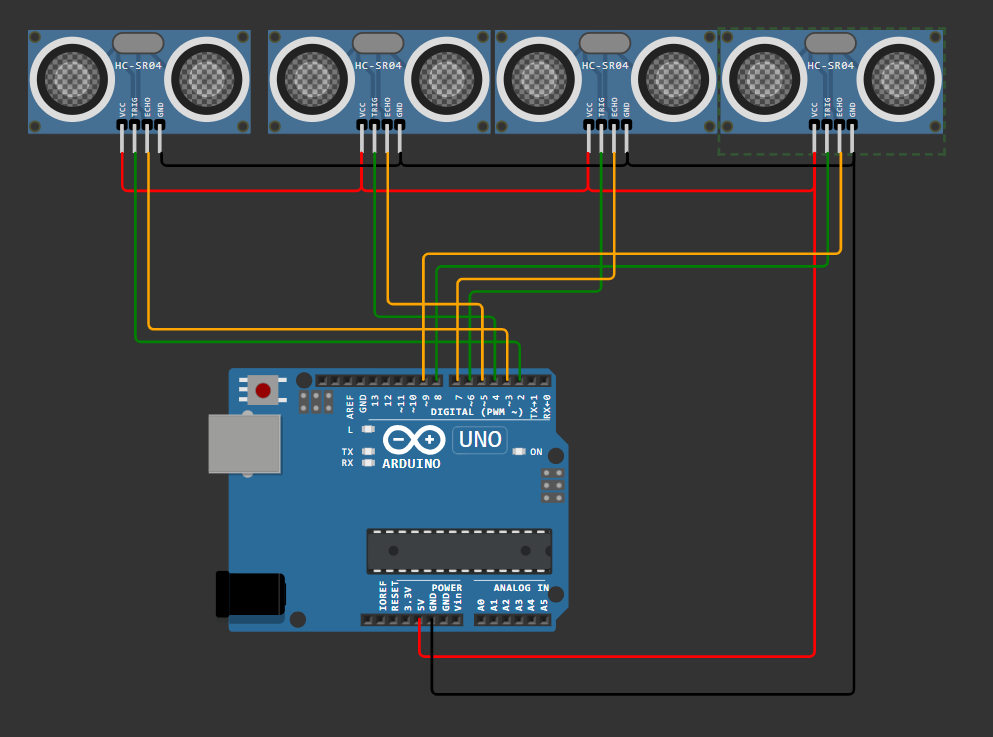 HC-SR04 HC-SR04 HC-SR04 HC-SR04
VCC TRIG ECHO GND VCC TRIG ECHO GND VCC TRIG ECHO GND VCC TRIG ECHO GND
AREF GND 13 12 ~11 ~10 ~9 8 7 ~6 ~5 4 ~3 2 TX→1 RX←0
DIGITAL (PWM ~)
L
UNO
TX ON
RX ARDUINO
POWER ANALOG IN
IOREF RESET 3.3V 5V GND GND Vin A0 A1 A2 A3 A4 A5